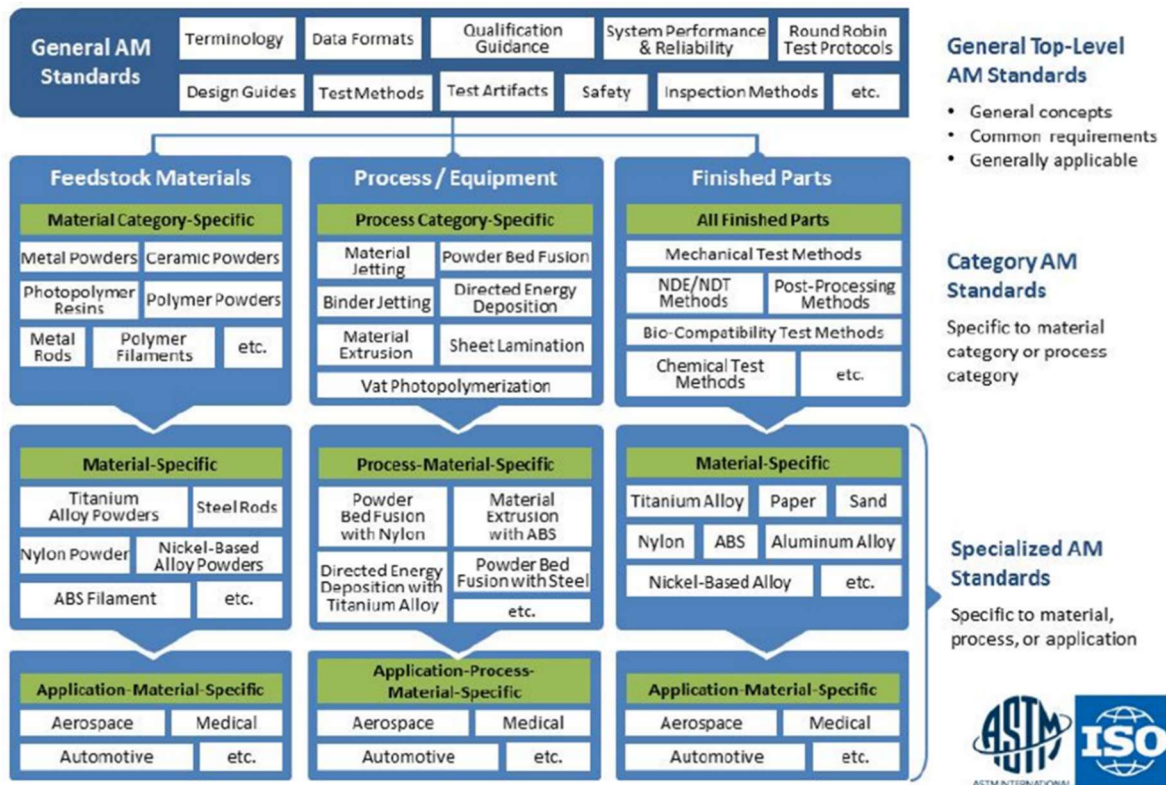 General AM
Standards
Terminology
Data Formats
Qualification
Guidance
System Performance
& Reliability
Round Robin
Test Protocols
Design Guides
Test Methods
Test Artifacts
Safety
Inspection Methods
etc.
General Top-Level
AM Standards
• General concepts
• Common requirements
• Generally applicable
Feedstock Materials
Material Category-Specific
Metal Powders
Ceramic Powders
Photopolymer
Resins
Polymer Powders
Metal
Rods
Polymer
Filaments
etc.
Process / Equipment
Process Category-Specific
Material
Jetting
Powder Bed Fusion
Binder Jetting
Directed Energy
Deposition
Material
Extrusion
Sheet Lamination
Vat Photopolymerization
Finished Parts
All Finished Parts
Mechanical Test Methods
NDE/NDT
Methods
Post-Processing
Methods
Bio-Compatibility Test Methods
Chemical Test
Methods
etc.
Category AM
Standards
Specific to material
category or process
category
Material-Specific
Titanium
Alloy Powders
Steel Rods
Nylon Powder
Nickel-Based
Alloy Powders
ABS Filament
etc.
Process-Material-Specific
Powder
Bed Fusion
with Nylon
Material
Extrusion
with ABS
Directed Energy
Deposition with
Titanium Alloy
Powder Bed
Fusion with Steel
etc.
Material-Specific
Titanium Alloy
Paper
Sand
Nylon
ABS
Aluminum Alloy
Nickel-Based Alloy
etc.
Specialized AM
Standards
Specific to material,
process, or application
Application-Material-Specific
Aerospace
Medical
Automotive
etc.
Application-Process-
Material-Specific
Aerospace
Medical
Automotive
etc.
Application-Material-Specific
Aerospace
Medical
Automotive
etc.
ASTM
ASTM INTERNATIONAL
ISO